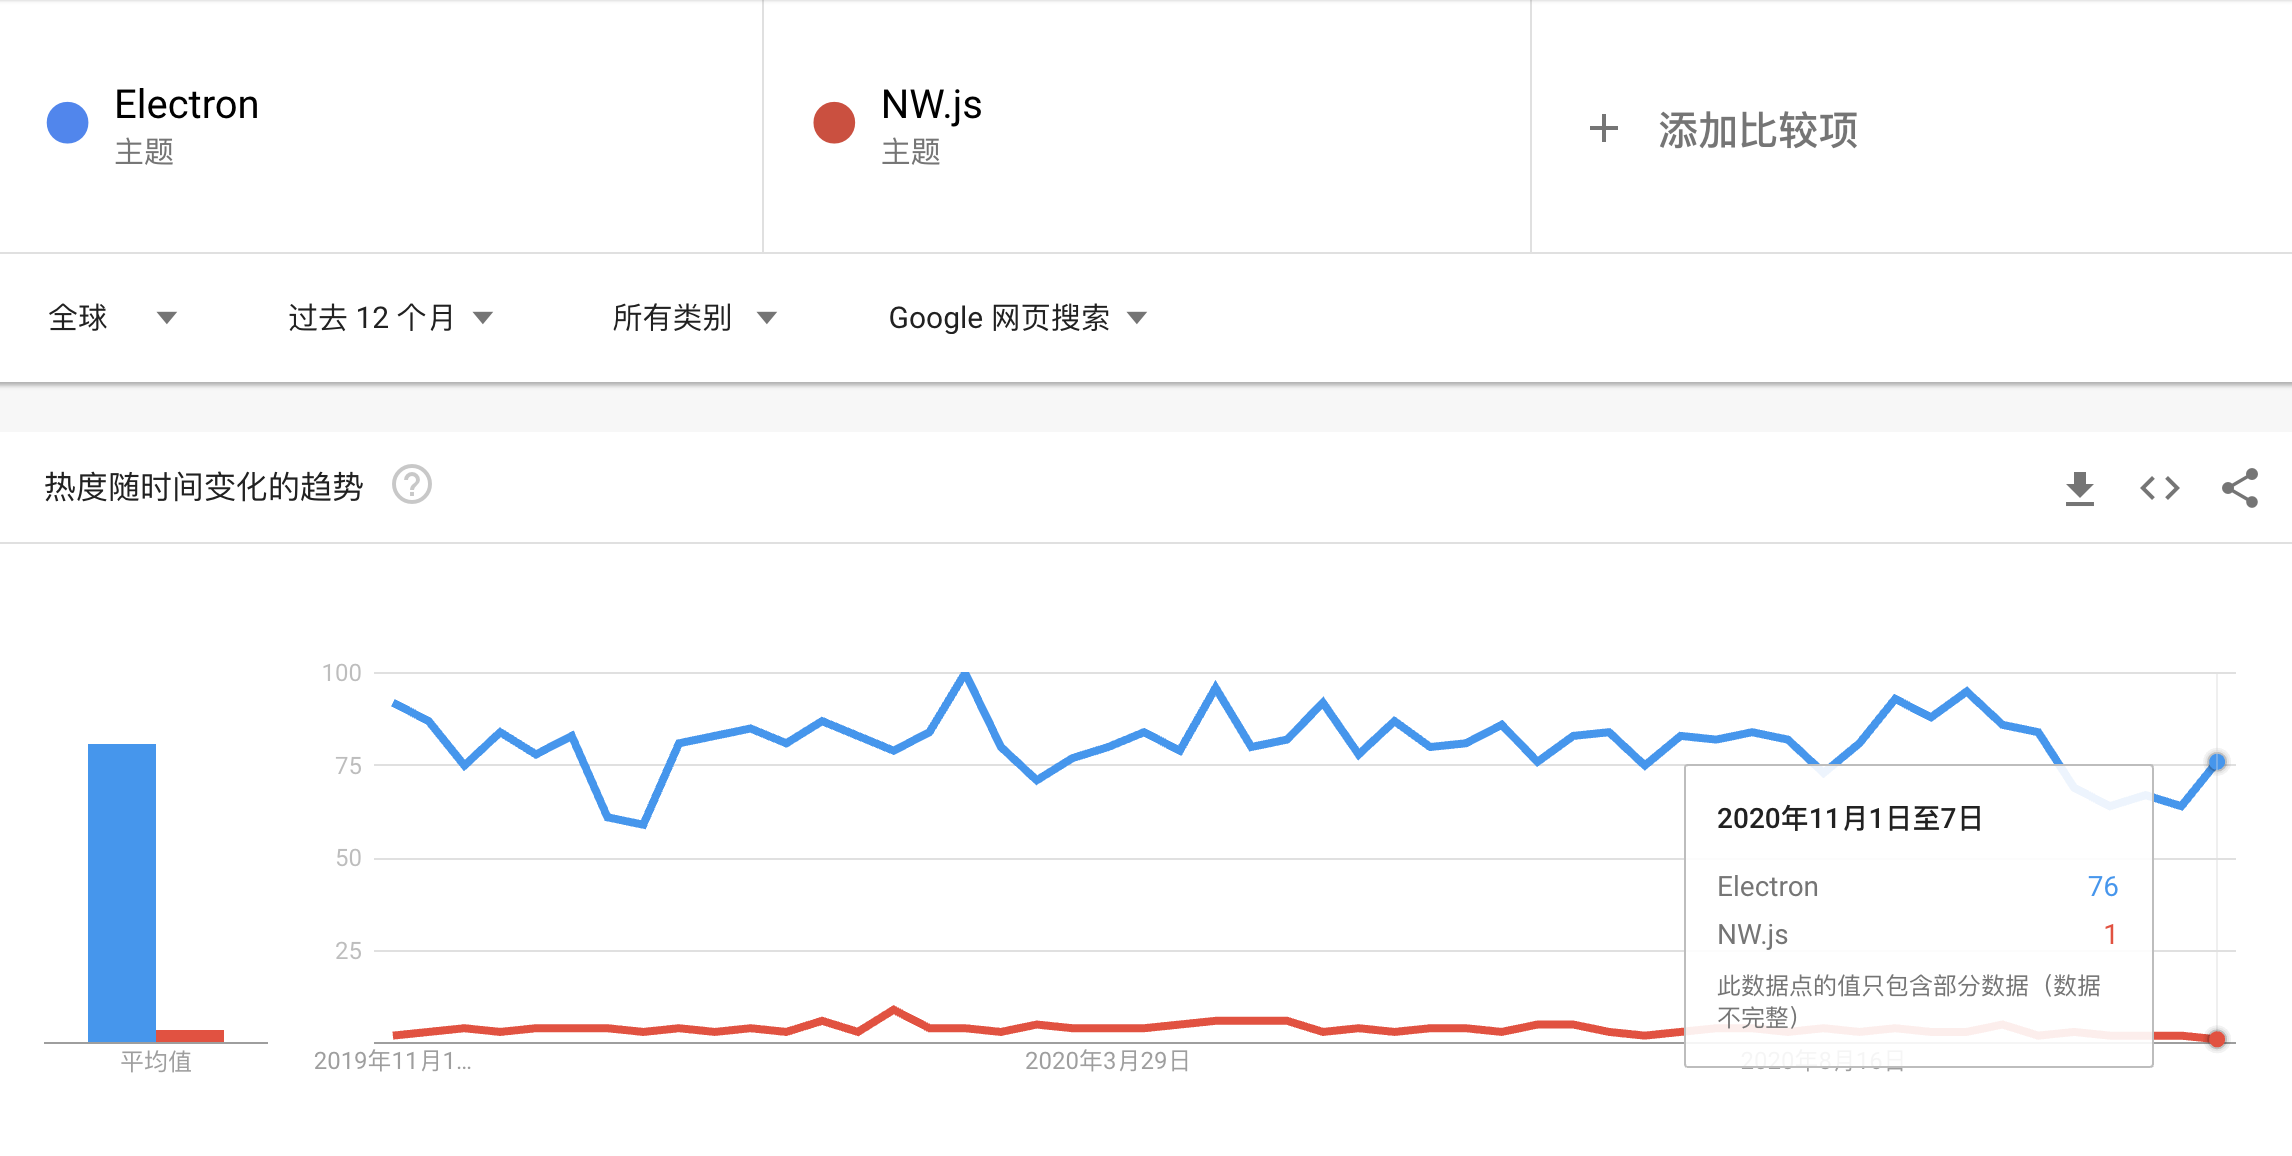 Electron
主题
NW.js
主题
+ 添加比较项
全球
过去 12 个月
所有类别
Google 网页搜索
热度随时间变化的趋势 ?
100
75
50
25
平均值
2019年11月1...
2020年3月29日
2020年8月16日
2020年11月1日至7日
Electron 76
NW.js 1
此数据点的值只包含部分数据（数据
不完整）